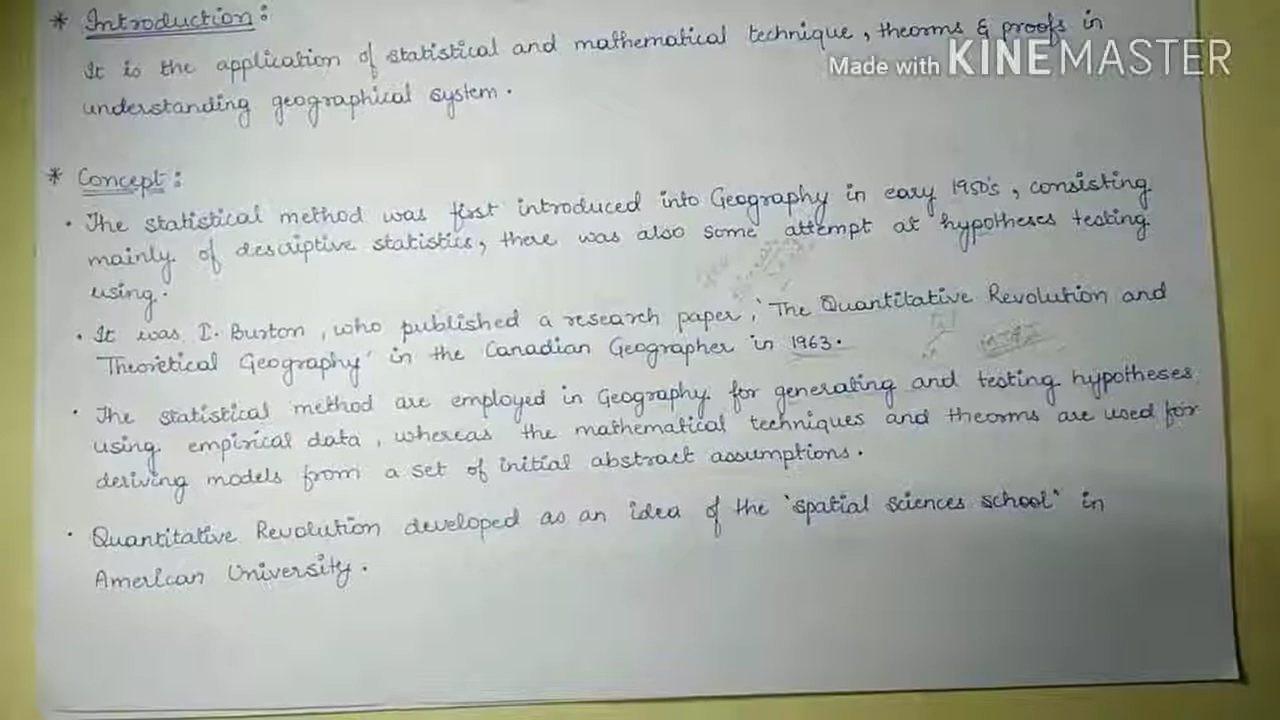 * Introduction:
It is the application of statistical and mathematical technique, theorms & proofs in
understanding geographical system.
Made with KINEMASTER
* Concept:
• The statistical method was first introduced into Geography in eary 1950's, consisting
mainly of descriptive statistics, there was also some attempt at hypotheses testing
using.
• It was I. Burton, who published a research paper, 'The Quantitative Revolution and
Theoretical Geography' in the Canadian Geographer in 1963.
• The statistical method are employed in Geography for generating and testing hypotheses
using empirical data, whereas the mathematical techniques and theorms are used for
deriving models from a set of initial abstract assumptions.
• Quantitative Revolution developed as an idea of the 'spatial sciences school' in
American University.